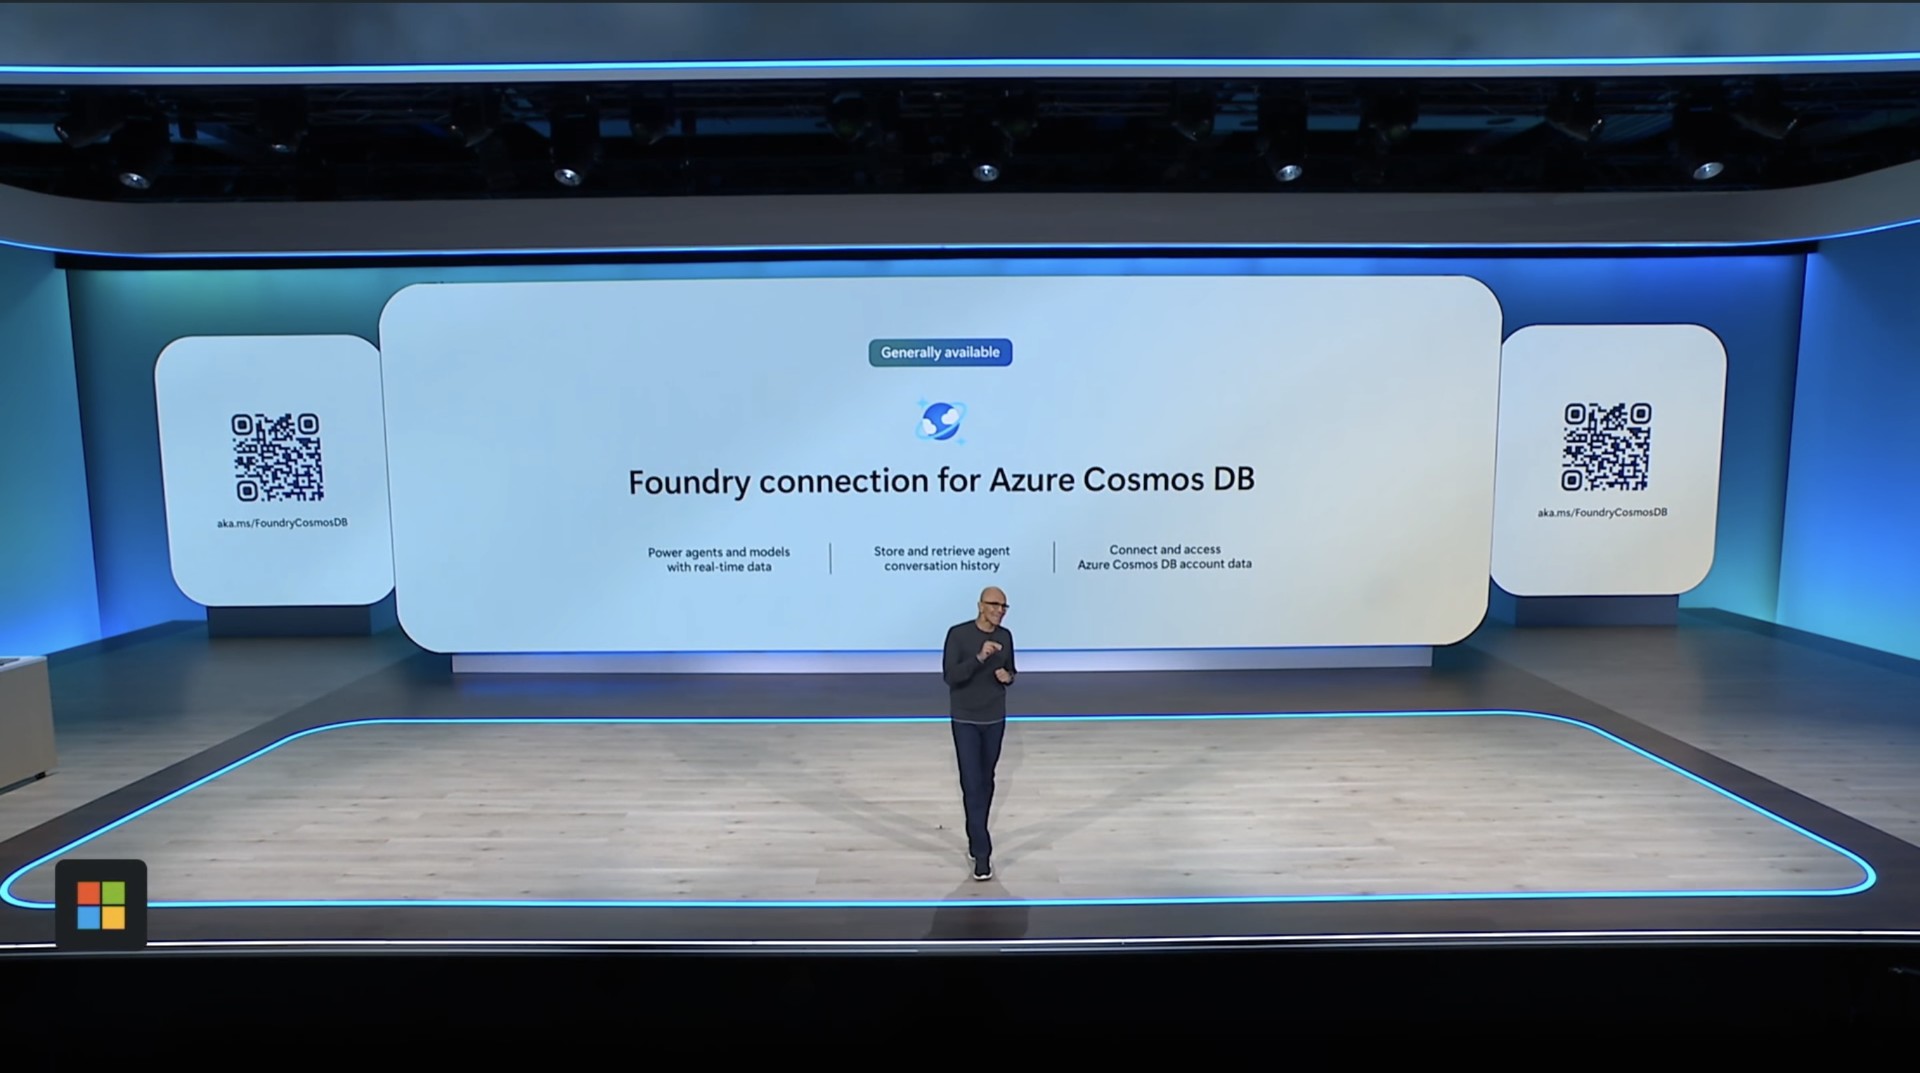 Generally available
Foundry connection for Azure Cosmos DB
Power agents and models
with real-time data
Store and retrieve agent
conversation history
Connect and access
Azure Cosmos DB account data
aka.ms/FoundryCosmosDB
aka.ms/FoundryCosmosDB